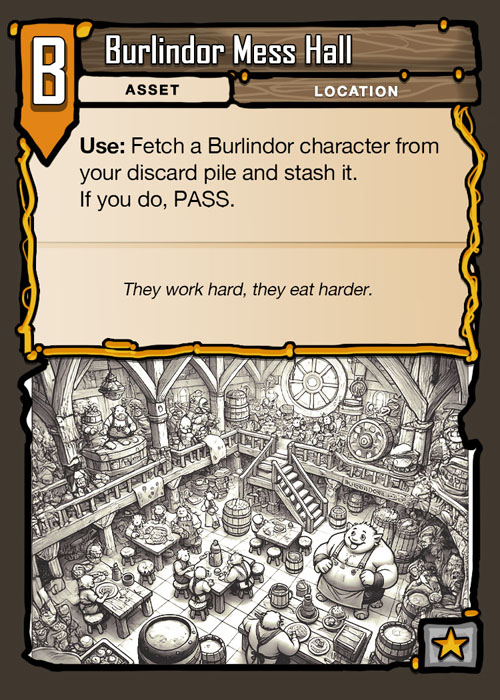 B
Burlindor Mess Hall
ASSET
LOCATION
Use: Fetch a Burlindor character from
your discard pile and stash it.
If you do, PASS.
They work hard, they eat harder.